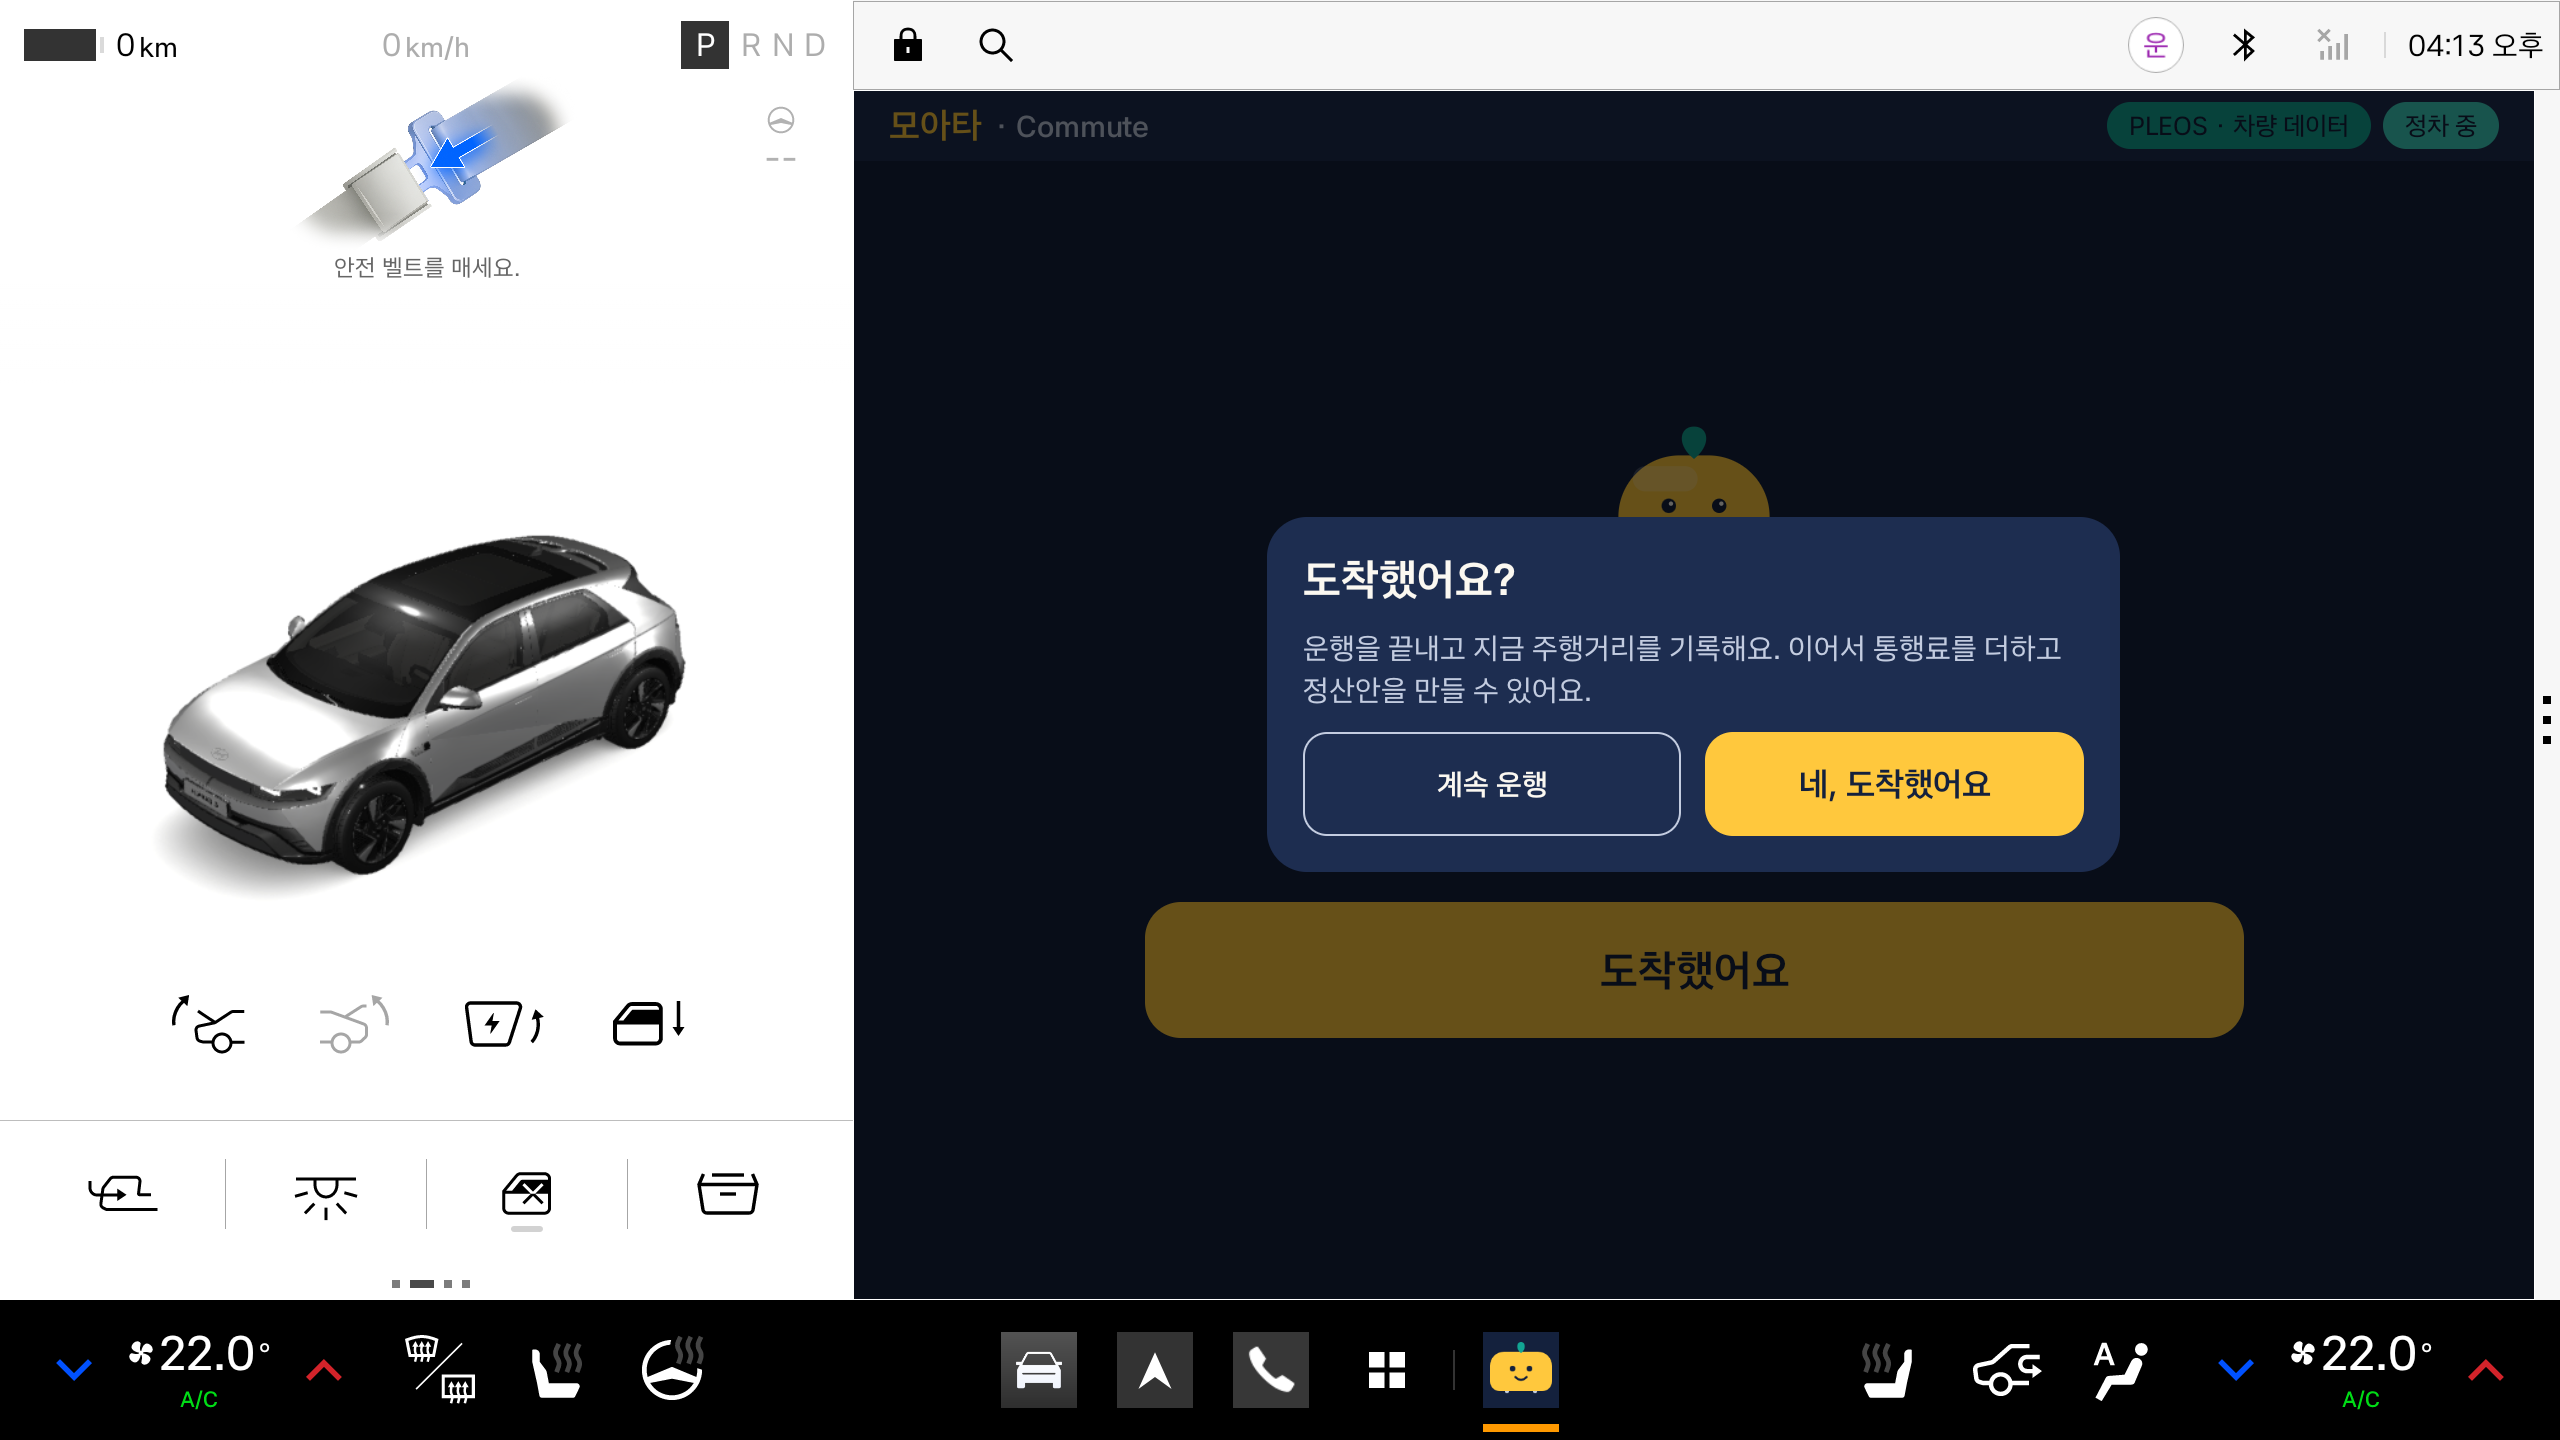 0 km
0 km/h
P R N D
04:13 오후
운
모아타 · Commute
PLEOS · 차량 데이터
정차 중
안전 벨트를 매세요.
도착했어요?
운행을 끝내고 지금 주행거리를 기록해요. 이어서 통행료를 더하고
정산안을 만들 수 있어요.
계속 운행
네, 도착했어요
도착했어요
22.0°
A/C
A
22.0°
A/C